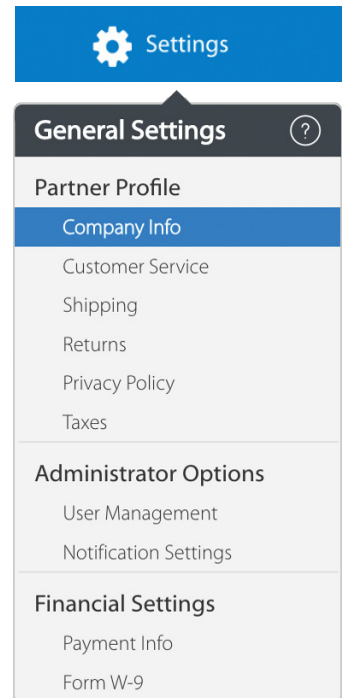 Settings
General Settings ?
Partner Profile
Company Info
Customer Service
Shipping
Returns
Privacy Policy
Taxes
Administrator Options
User Management
Notification Settings
Financial Settings
Payment Info
Form W-9